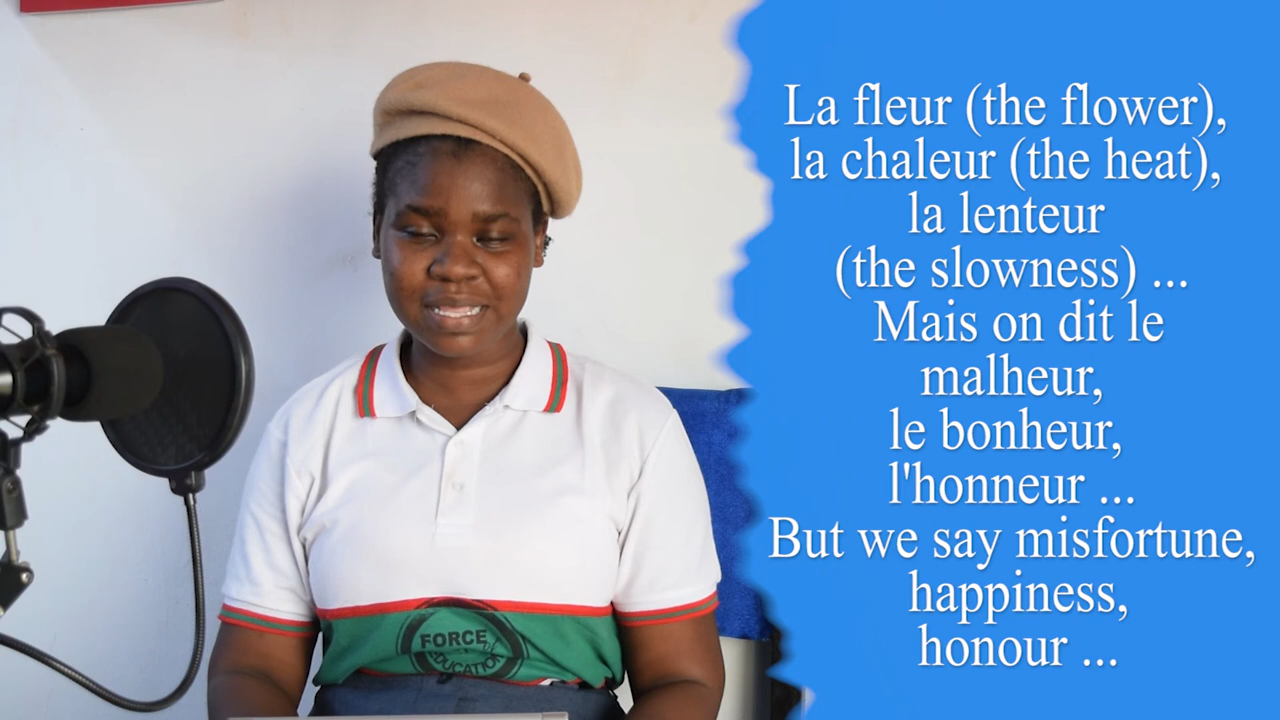 La fleur (the flower),
la chaleur (the heat),
la lenteur
(the slowness) ...
Mais on dit le
malheur,
le bonheur,
l'honneur ...
But we say misfortune,
happiness,
honour ...
FORCE
of
EDUCATION